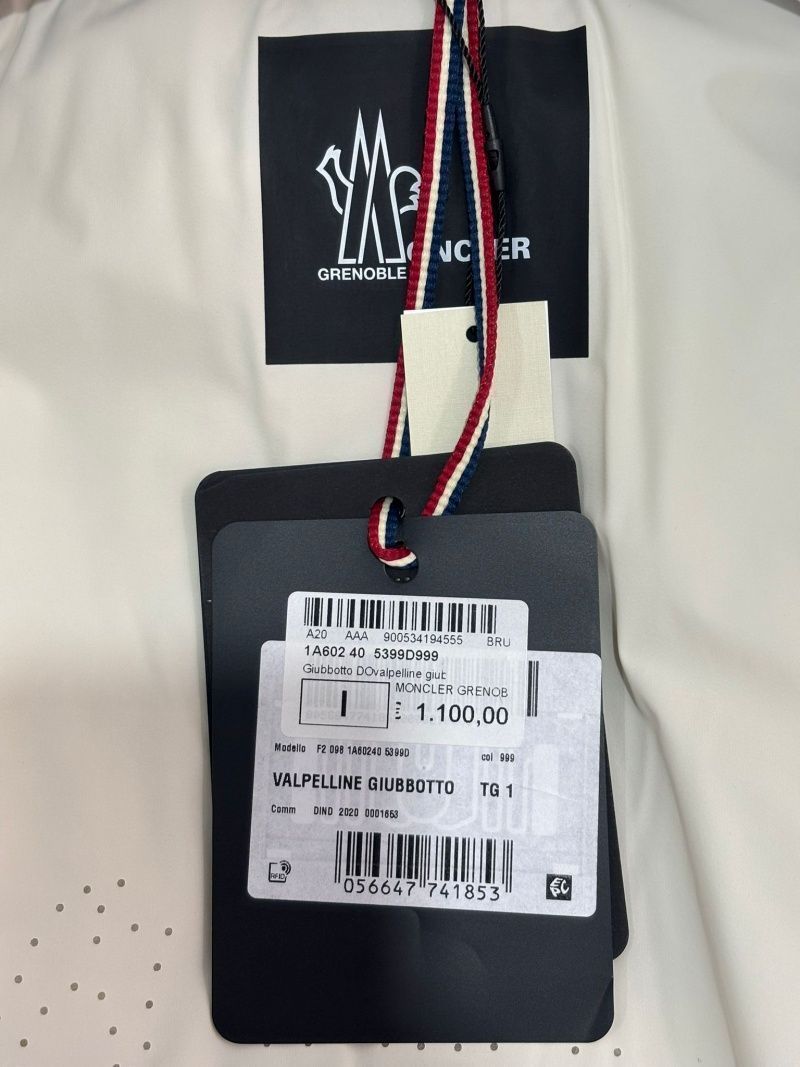 GRENOBLE
A20 AAA 900534194555 BRU
1A602 40 5399D999
Giubbotto DOvalpelline giub
MONCLER GRENOB
I
1.100,00
Modello F2 098 1A60240 5399D col 999
VALPELLINE GIUBBOTTO TG 1
Comm DIND 2020 0001653
RFID
056647 741853
EPC